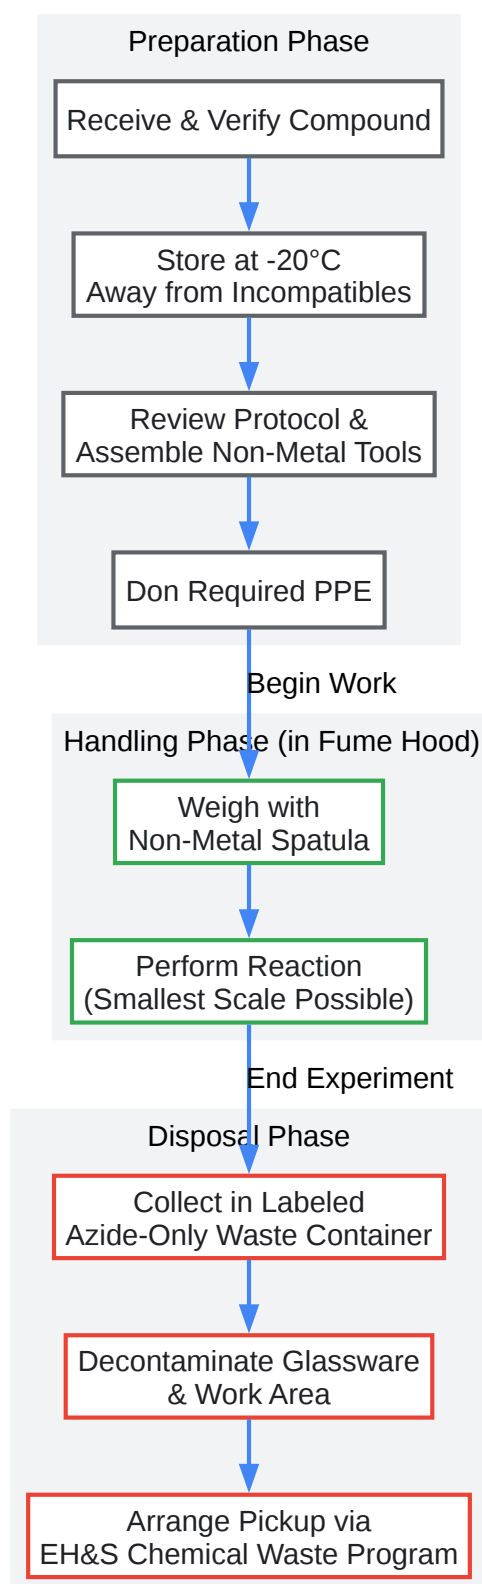 Preparation Phase
Receive & Verify Compound
Store at -20°C
Away from Incompatibles
Review Protocol &
Assemble Non-Metal Tools
Don Required PPE
Begin Work
Handling Phase (in Fume Hood)
Weigh with
Non-Metal Spatula
Perform Reaction
(Smallest Scale Possible)
End Experiment
Disposal Phase
Collect in Labeled
Azide-Only Waste Container
Decontaminate Glassware
& Work Area
Arrange Pickup via
EH&S Chemical Waste Program